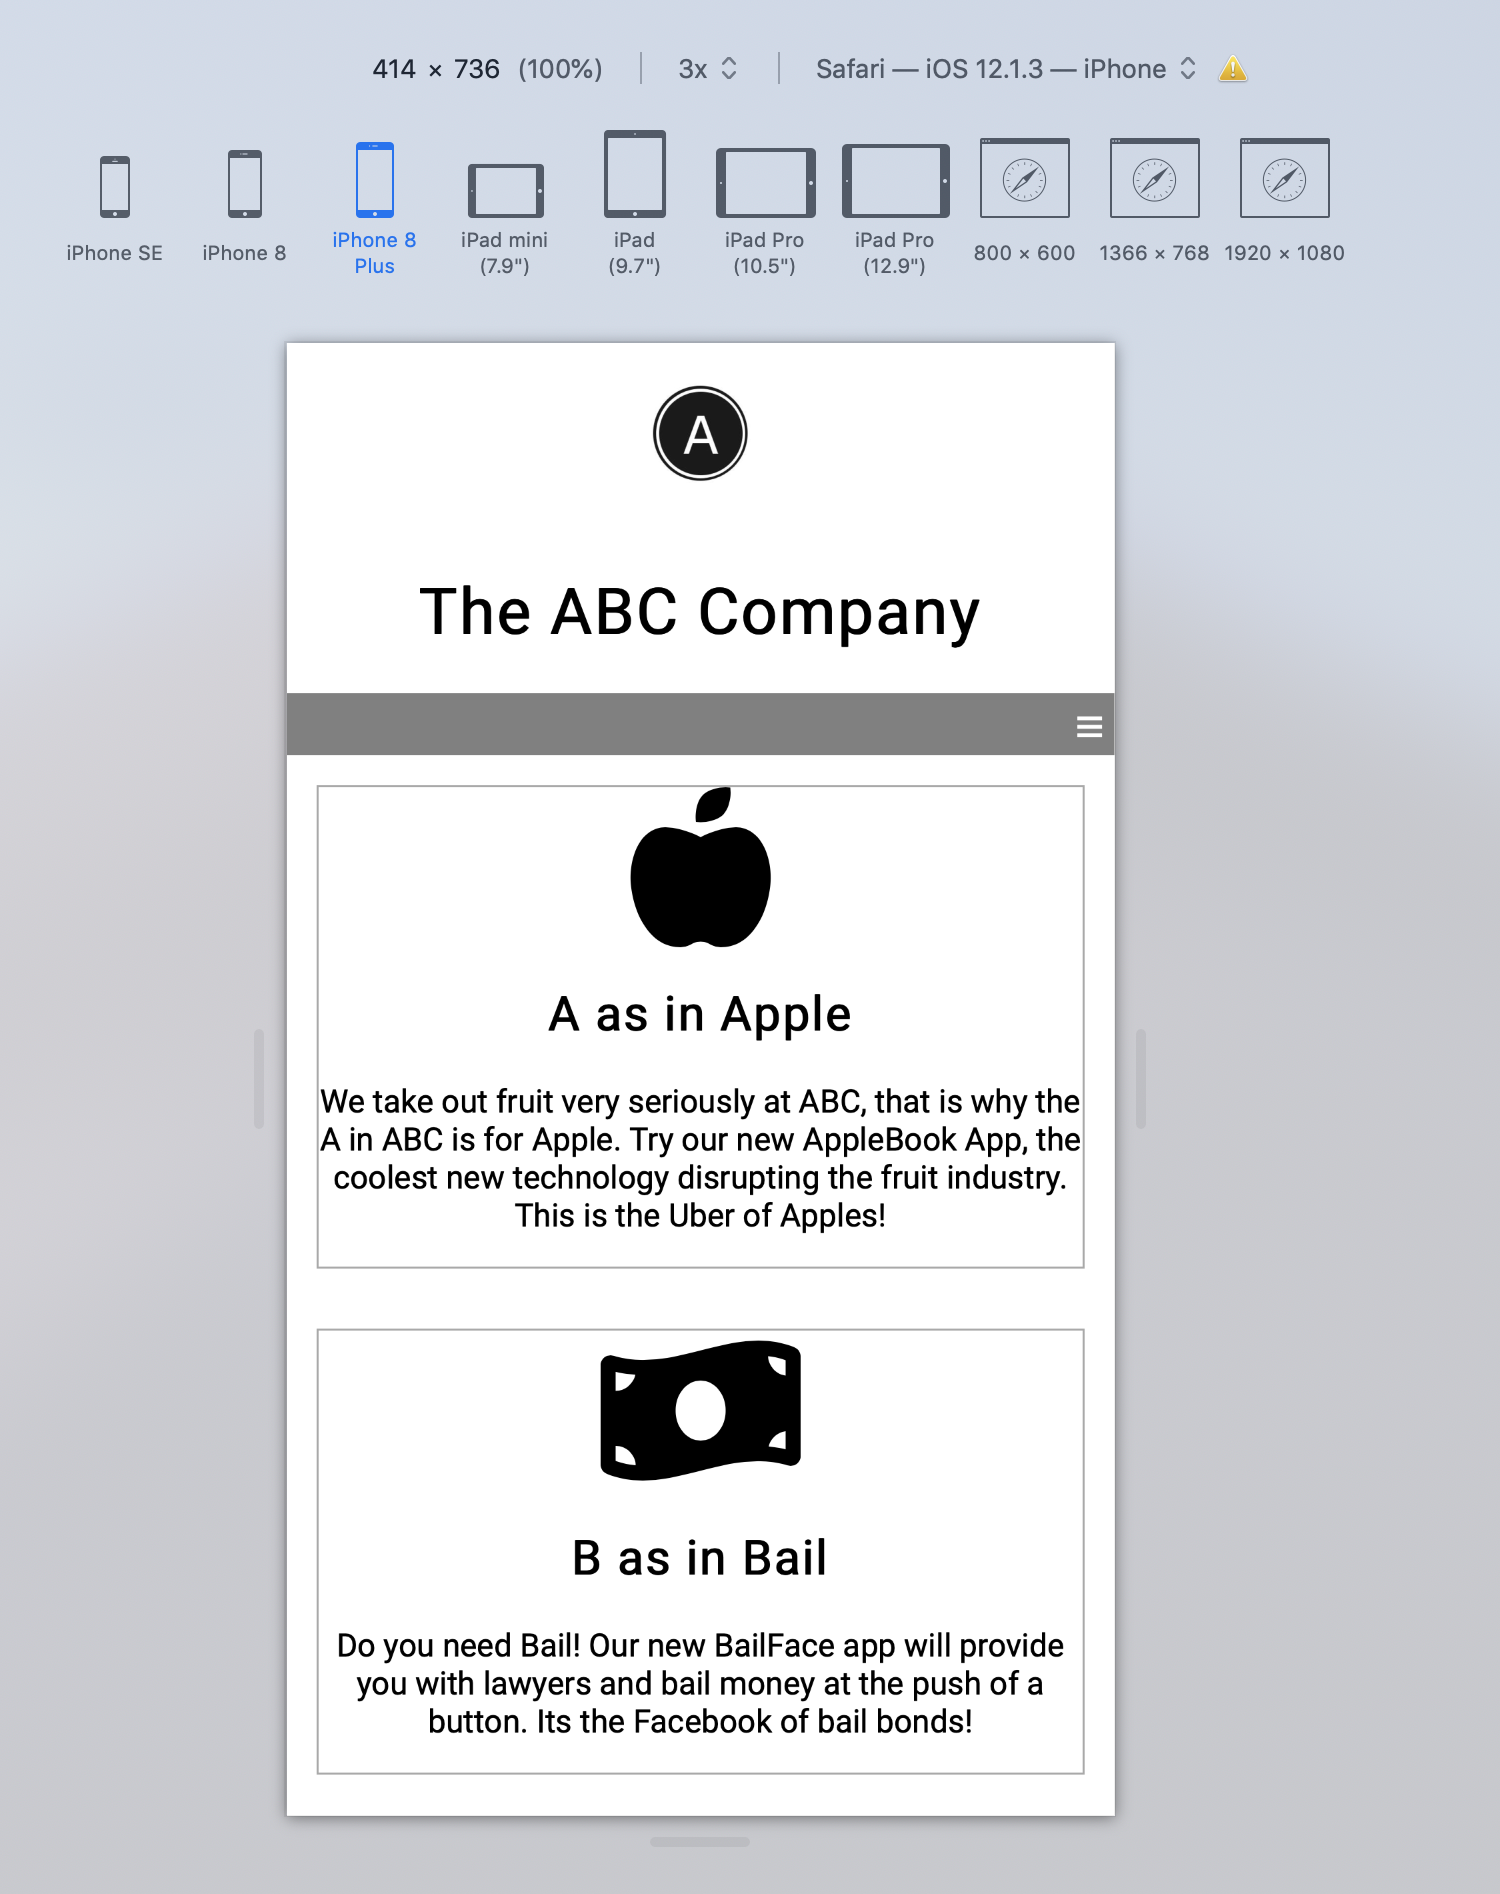 414 × 736 (100%) 3x Safari — iOS 12.1.3 — iPhone
iPhone SE
iPhone 8
iPhone 8
Plus
iPad mini
(7.9")
iPad
(9.7")
iPad Pro
(10.5")
iPad Pro
(12.9")
800 × 600
1366 × 768
1920 × 1080
A
The ABC Company
A as in Apple
We take out fruit very seriously at ABC, that is why the
A in ABC is for Apple. Try our new AppleBook App, the
coolest new technology disrupting the fruit industry.
This is the Uber of Apples!
B as in Bail
Do you need Bail! Our new BailFace app will provide
you with lawyers and bail money at the push of a
button. Its the Facebook of bail bonds!